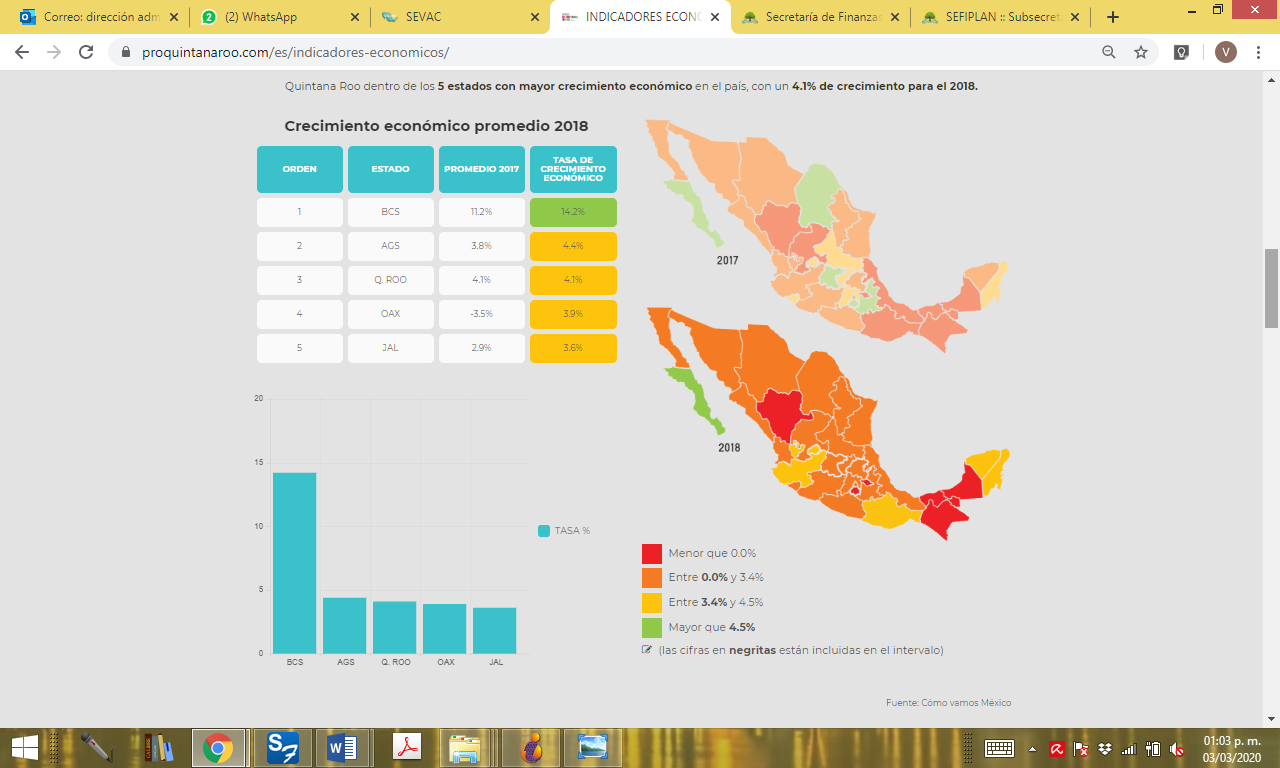 Correo: dirección adm
(2) WhatsApp
SEVAC
INDICADORES ECONÓ
Secretaría de Finanzas
SEFIPLAN :: Subsecret
proquintanaroo.com/es/indicadores-economicos/
V
Quintana Roo dentro de los 5 estados con mayor crecimiento económico en el país, con un 4.1% de crecimiento para el 2018.
Crecimiento económico promedio 2018
ORDEN ESTADO PROMEDIO 2017 TASA DE CRECIMIENTO ECONÓMICO
1 BCS 11.2% 14.2%
2 AGS 3.8% 4.4%
3 Q. ROO 4.1% 4.1%
4 OAX -3.5% 3.9%
5 JAL 2.9% 3.6%
20
15
10
5
0
BCS AGS Q. ROO OAX JAL
TASA %
2017
2018
Menor que 0.0%
Entre 0.0% y 3.4%
Entre 3.4% y 4.5%
Mayor que 4.5%
(las cifras en negritas están incluidas en el intervalo)
Fuente: Cómo vamos México
01:03 p. m.
03/03/2020